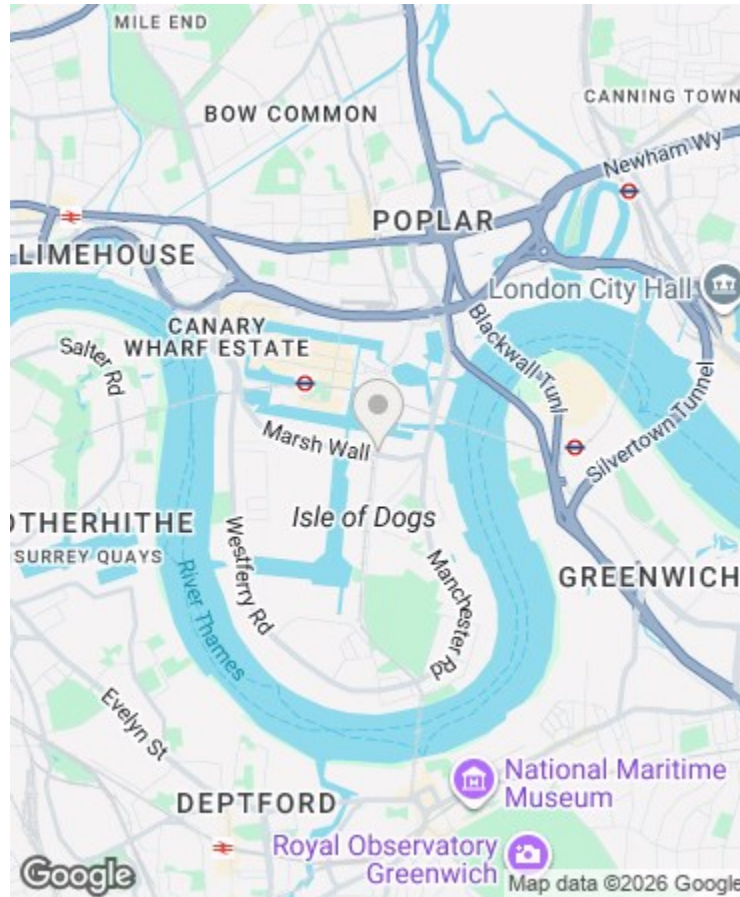 MILE END
BOW COMMON
CANNING TOWN
Newham Wy
POPLAR
LIMEHOUSE
London City Hall
CANARY
WHARF ESTATE
Blackwall Tunl
Salter Rd
Silvertown Tunnel
Marsh Wall
Isle of Dogs
OTHERHITHE
SURREY QUAYS
Westferry Rd
River Thames
Manchester Rd
GREENWICH
Evelyn St
National Maritime
Museum
DEPTFORD
Royal Observatory
Greenwich
Google
Map data ©2026 Google